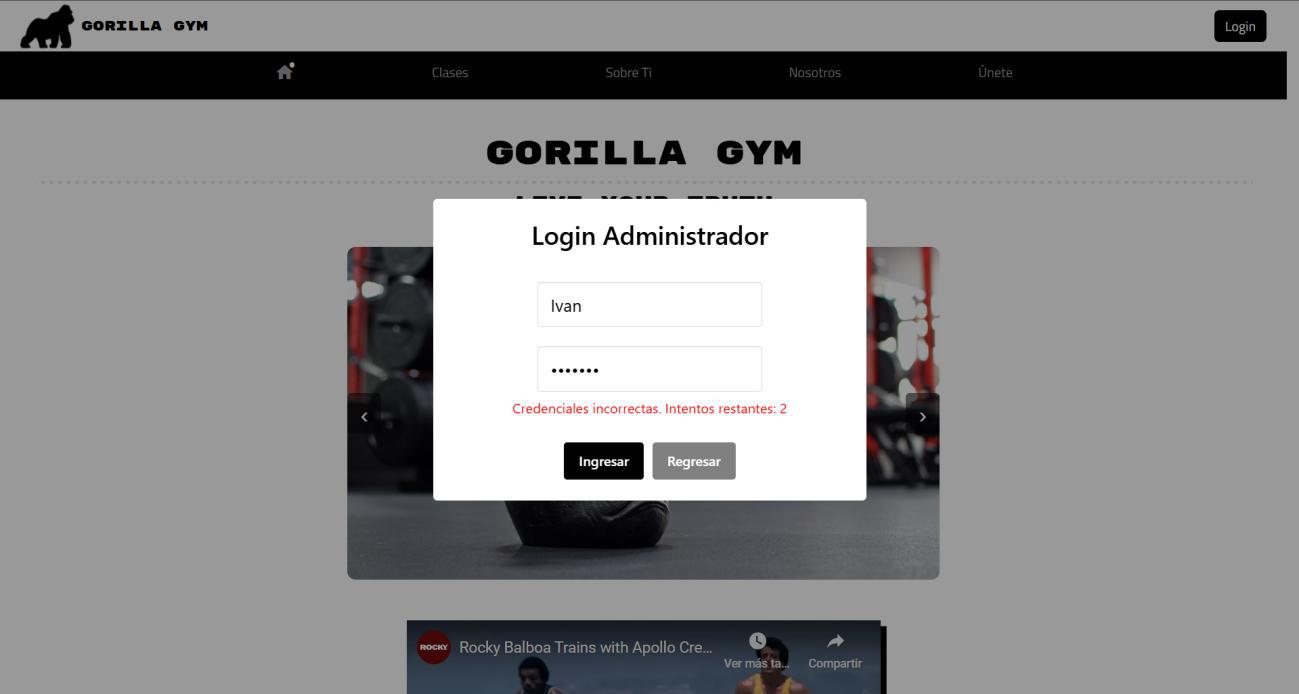 GORILLA GYM
Login
Clases
Sobre Ti
Nosotros
Únete
GORILLA GYM
Login Administrador
Ivan
•••••••
Credenciales incorrectas. Intentos restantes: 2
Ingresar
Regresar
ROCKY
Rocky Balboa Trains with Apollo Cre...
Ver más ta...
Compartir